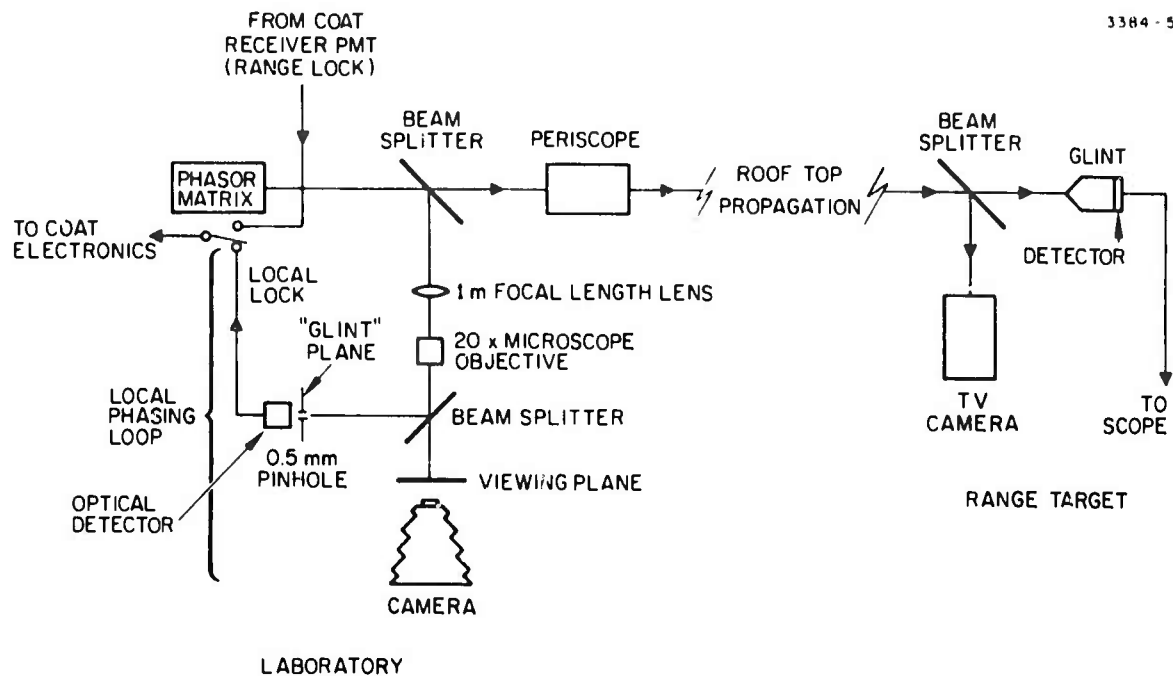 3384-5
FROM COAT
RECEIVER PMT
(RANGE LOCK)
BEAM
SPLITTER
PERISCOPE
BEAM
SPLITTER
GLINT
PHASOR
MATRIX
ROOF TOP
PROPAGATION
TO COAT
ELECTRONICS
LOCAL
LOCK
DETECTOR
1 m FOCAL LENGTH LENS
"GLINT"
PLANE
20 x MICROSCOPE
OBJECTIVE
LOCAL
PHASING
LOOP
BEAM SPLITTER
TV
CAMERA
TO
SCOPE
0.5 mm
PINHOLE
VIEWING PLANE
OPTICAL
DETECTOR
RANGE TARGET
CAMERA
LABORATORY